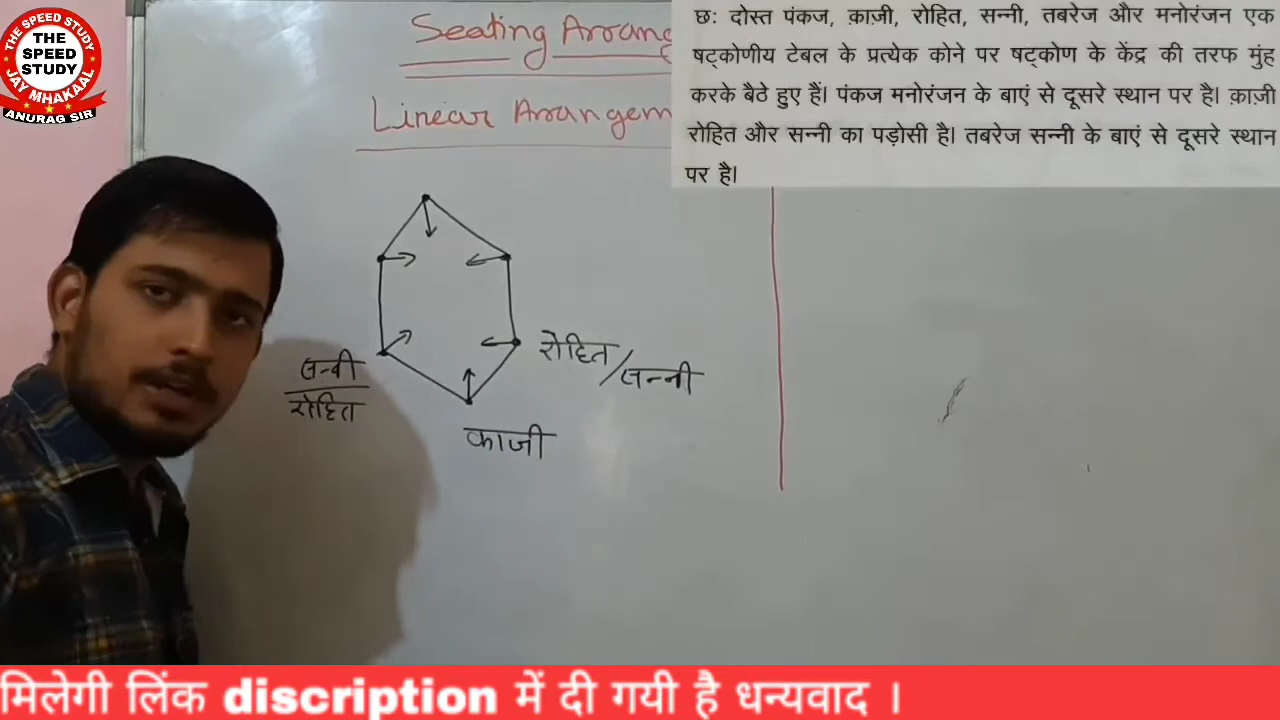 THE SPEED STUDY
THE
SPEED
STUDY
JAY MHAKAAL
ANURAG SIR
Seating Arrang
Linear Arrangem
छः दोस्त पंकज, क़ाज़ी, रोहित, सन्नी, तबरेज और मनोरंजन एक
षट्कोणीय टेबल के प्रत्येक कोने पर षट्कोण के केंद्र की तरफ मुंह
करके बैठे हुए हैं। पंकज मनोरंजन के बाएं से दूसरे स्थान पर है। क़ाज़ी
रोहित और सन्नी का पड़ोसी है। तबरेज सन्नी के बाएं से दूसरे स्थान
पर है।
रोहित/सन्नी
सन्नी
रोहित
काजी
मिलेगी लिंक discription में दी गयी है धन्यवाद ।